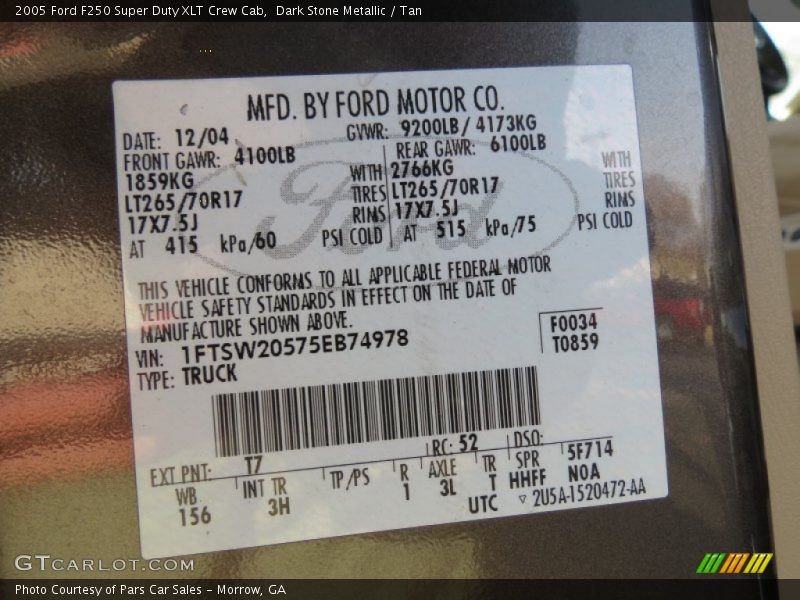 2005 Ford F250 Super Duty XLT Crew Cab,  Dark Stone Metallic / Tan
MFD. BY FORD MOTOR CO.
DATE: 12/04 GVWR: 9200LB/ 4173KG
FRONT GAWR: 4100LB REAR GAWR: 6100LB
1859KG WITH 2766KG WITH
LT265/70R17 TIRES LT265/70R17 TIRES
17X7.5J RIMS 17X7.5J RIMS
AT 415 kPa/60 PSI COLD AT 515 kPa/75 PSI COLD
Ford
THIS VEHICLE CONFORMS TO ALL APPLICABLE FEDERAL MOTOR
VEHICLE SAFETY STANDARDS IN EFFECT ON THE DATE OF
MANUFACTURE SHOWN ABOVE.
VIN: 1FTSW20575EB74978 F0034
TYPE: TRUCK T0859
RC: 52 DSO:
EXT PNT: T7 5F714
WB INT TR TP/PS R AXLE TR SPR
156 3H 1 3L T HHFF N0A
UTC ▽ 2U5A-1520472-AA
GTCARLOT.COM
Photo Courtesy of Pars Car Sales - Morrow, GA